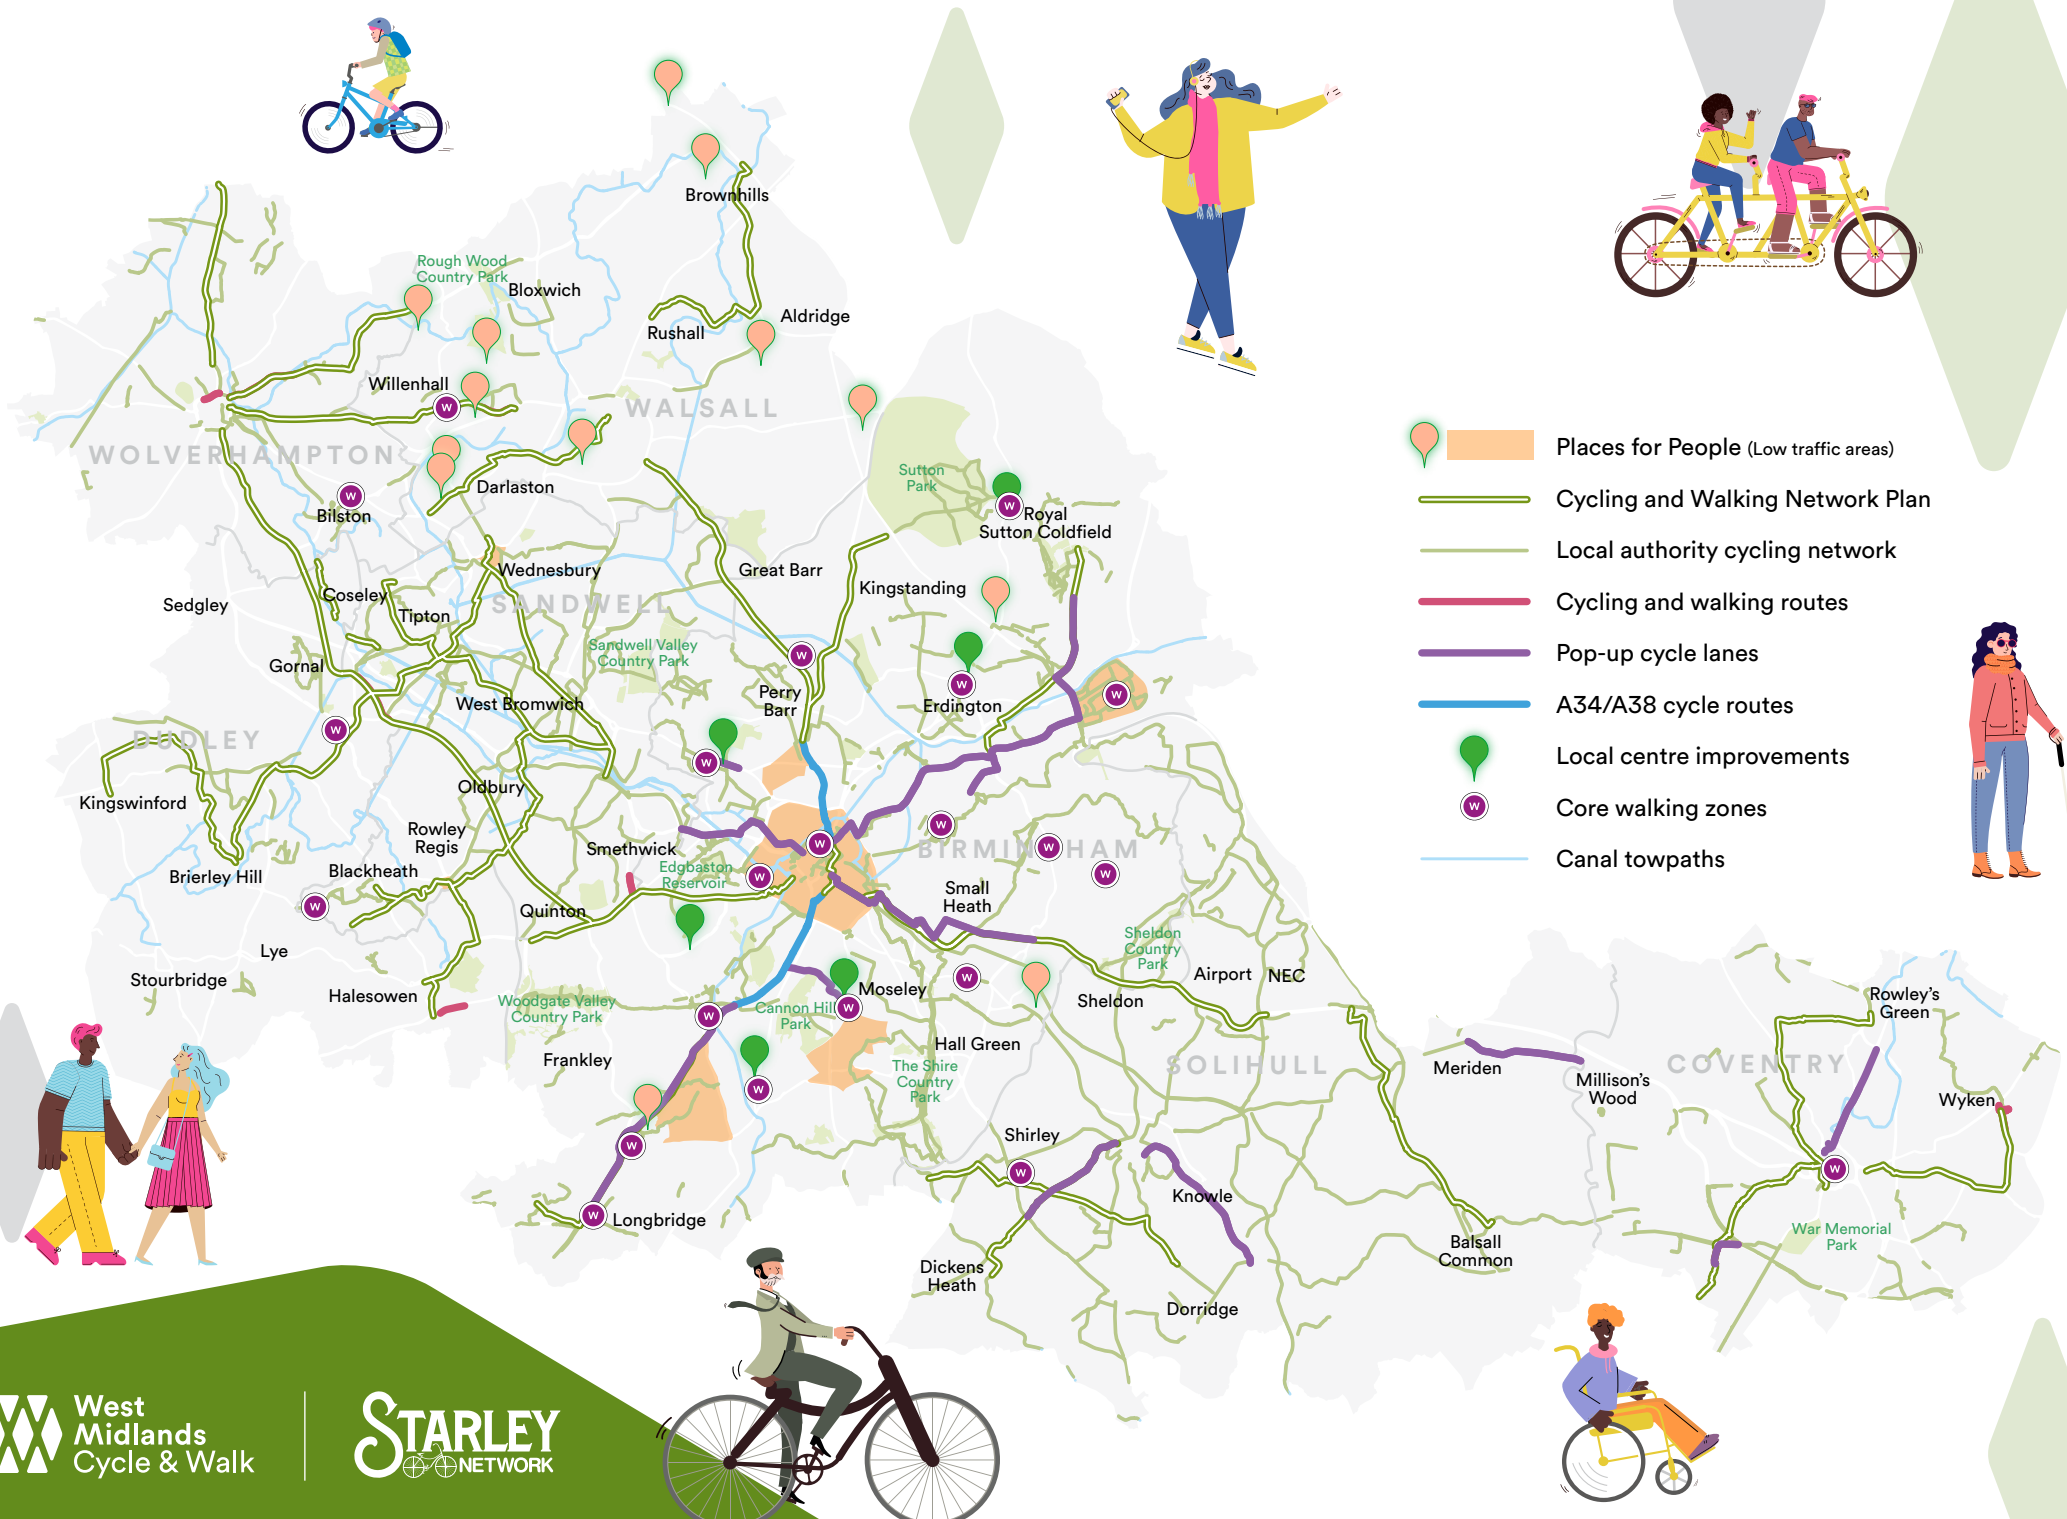 Brownhills
Rough Wood
Country Park
Bloxwich
Aldridge
Rushall
Willenhall
W
WALSALL
WOLVERHAMPTON
Sutton
Park
Darlaston
W
Bilston
W
Royal
Sutton Coldfield
Wednesbury
Great Barr
Kingstanding
Coseley
Sedgley
Tipton
SANDWELL
Sandwell Valley
Country Park
W
Gornal
W
W
Perry
Barr
Erdington
West Bromwich
W
DUDLEY
W
Oldbury
Kingswinford
W
Rowley
Regis
W
Smethwick
BIRMINGHAM
W
Edgbaston
Reservoir
W
W
Blackheath
Brierley Hill
Small
Heath
W
Quinton
Lye
Sheldon
Country
Park
Stourbridge
Airport
NEC
W
Halesowen
Woodgate Valley
Country Park
Moseley
Sheldon
Cannon Hill
Park
W
W
Frankley
Hall Green
The Shire
Country
Park
W
SOLIHULL
W
Shirley
W
Knowle
W
Longbridge
Dickens
Heath
Dorridge
Balsall
Common
Meriden
Millison's
Wood
COVENTRY
Rowley's
Green
Wyken
W
War Memorial
Park
Places for People (Low traffic areas)
Cycling and Walking Network Plan
Local authority cycling network
Cycling and walking routes
Pop-up cycle lanes
A34/A38 cycle routes
Local centre improvements
W
Core walking zones
Canal towpaths
West
Midlands
Cycle & Walk
STARLEY
NETWORK